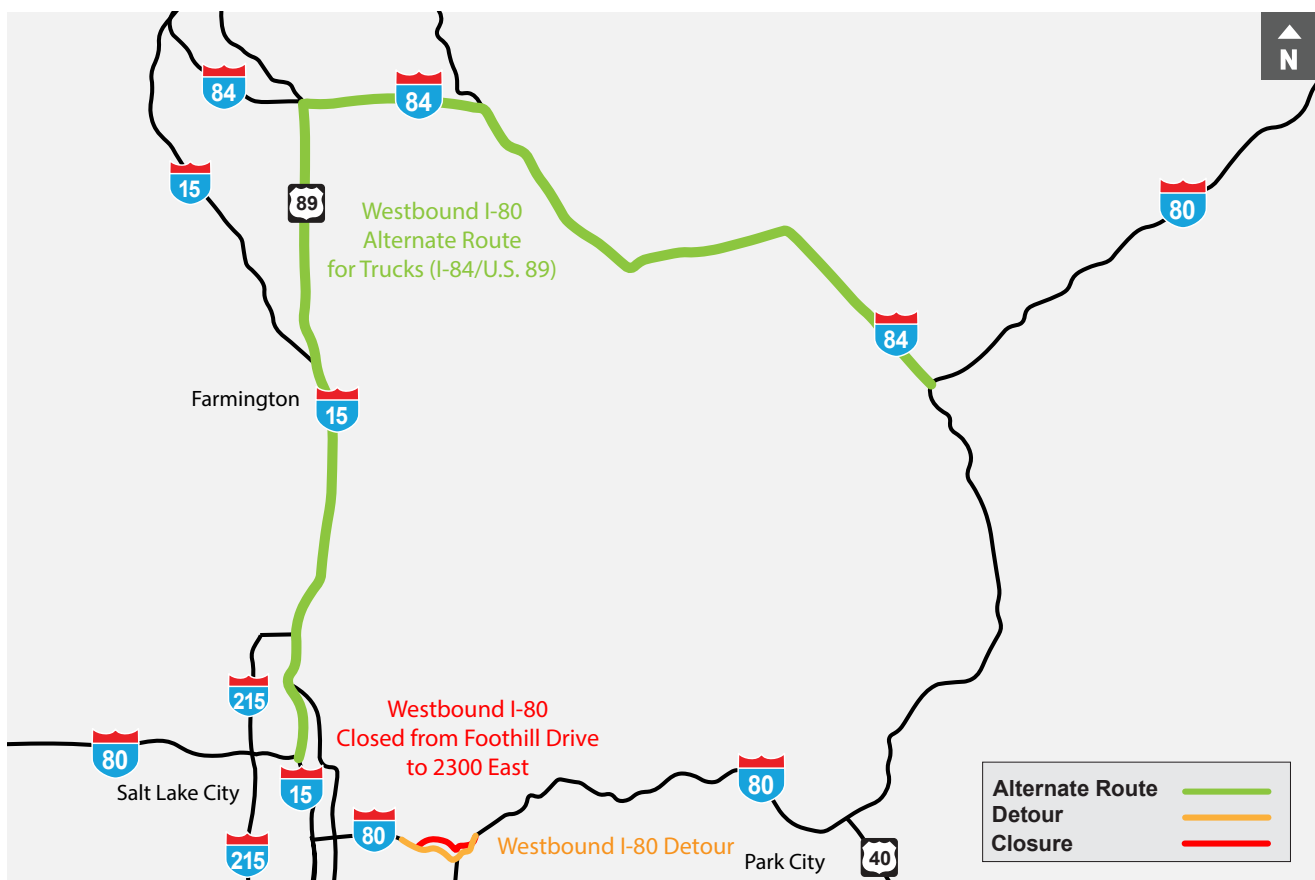 N
84
84
15
89
80
Westbound I-80
Alternate Route
for Trucks (I-84/U.S. 89)
84
Farmington
15
215
Westbound I-80
Closed from Foothill Drive
to 2300 East
80
Salt Lake City
15
80
80
215
Westbound I-80 Detour
Park City
40
Alternate Route
Detour
Closure